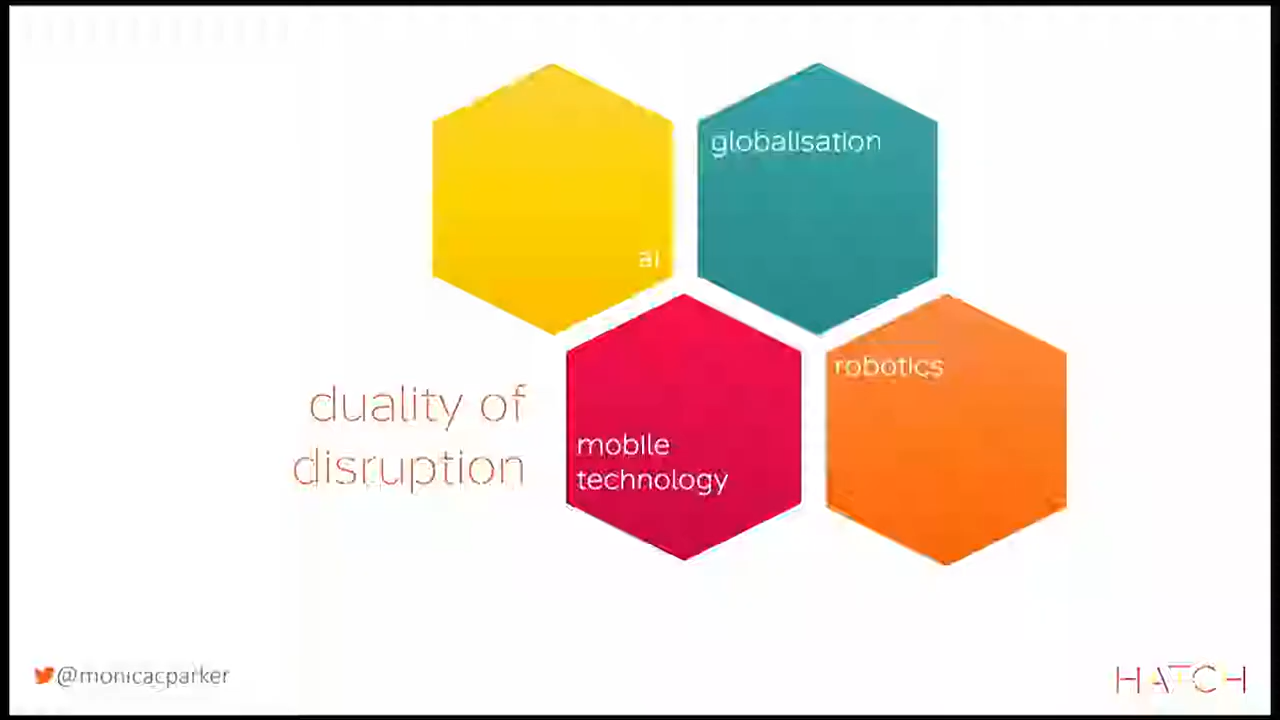 globalisation
ai
robotics
duality of
disruption
mobile
technology
@monicacparker
HATCH